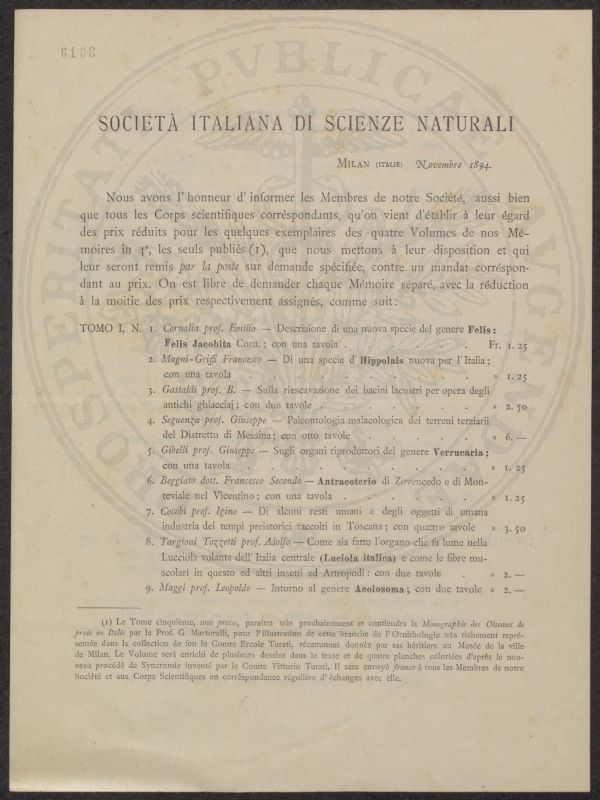 6108
SOCIETÀ ITALIANA DI SCIENZE NATURALI
MILAN (ITALIE) Novembre 1894.
Nous avons l'honneur d'informer les Membres de notre Société, aussi bien
que tous les Corps scientifiques corréspondants, qu'on vient d'établir à leur égard
des prix réduits pour les quelques exemplaires des quatre Volumes de nos Mé-
moires in 4º, les seuls publiés (1), que nous mettons à leur disposition et qui
leur seront remis par la poste sur demande spécifiée, contre un mandat corréspon-
dant au prix. On est libre de demander chaque Mémoire séparé, avec la réduction
à la moitie des prix respectivement assignés, comme suit:
TOMO I, N. 1. Cornalia prof. Emilio — Descrizione di una nuova specie del genere Felis:
Felis Jacobita Corn.; con una tavola . . . . . . Fr. 1. 25
2. Magni-Griffi Francesco — Di una specie d'Hippolais nuova per l'Italia;
con una tavola . . . . . . . . . » 1. 25
3. Gastaldi prof. B. — Sulla riescavazione dei bacini lacustri per opera degli
antichi ghiacciaj; con due tavole . . . . . . » 2. 50
4. Seguenza prof. Giuseppe — Paleontologia malacologica dei terreni terziarii
del Distretto di Messina; con otto tavole . . . . . » 6. —
5. Gibelli prof. Giuseppe — Sugli organi riproduttori del genere Verrucaria;
con una tavola . . . . . . . . . » 1. 25
6. Beggiato dott. Francesco Secondo — Antracoterio di Zovencedo e di Mon-
teviale nel Vicentino; con una tavola . . . . . . » 1. 25
7. Cocchi prof. Igino — Di alcuni resti umani e degli oggetti di umana
industria dei tempi preistorici raccolti in Toscana; con quattro tavole » 3. 50
8. Targioni Tozzetti prof. Adolfo — Come sia fatto l'organo che fa lume nella
Lucciola volante dell'Italia centrale (Luciola italica) e come le fibre mu-
scolari in questo ed altri insetti ed Artropodi: con due tavole . » 2. —
9. Maggi prof. Leopoldo — Intorno al genere Aeolosoma; con due tavole » 2. —
(1) Le Tome cinquième, sous presse, paraîtra très prochainement et contiendra la Monographie des Oiseaux de
proie en Italie par le Prof. G. Martorelli, pour l'illustration de cette branche de l'Ornithologie très richement repré-
sentée dans la collection de feu le Comte Ercole Turati, récemment donnée par ses héritiers au Musée de la ville
de Milan. Le Volume serà enrichi de plusieurs dessins dans le texte et de quatre planches coloriées d'après le nou-
veau procédé de Syncromie inventé par le Comte Vittorio Turati. Il sera envoyé franco à tous les Membres de notre
Société et aux Corps Scientifiques en corréspondance régulière d'échanges avec elle.